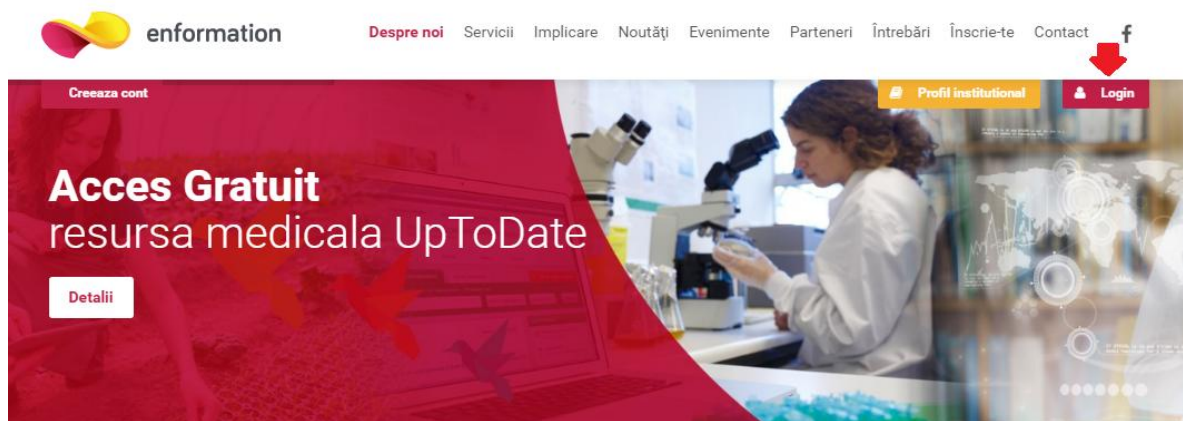 enformation
Despre noi Servicii Implicare Noutăţi Evenimente Parteneri Întrebări Înscrie-te Contact f
Creeaza cont
Profil institutional
Login
Acces Gratuit
resursa medicala UpToDate
Detalii